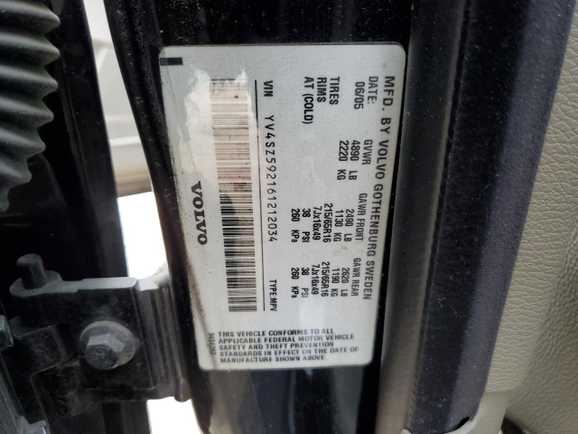 MFD. BY VOLVO GOTHENBURG SWEDEN
DATE: GVWR GAWR FRONT GAWR REAR
06/05 4890 LB 2490 LB 2620 LB
2220 KG 1130 KG 1190 KG
TIRES 215/65R16 215/65R16
RIMS 7Jx16x49 7Jx16x49
AT (COLD) 38 PSI 38 PSI
260 KPa 260 KPa
VIN YV4SZ592161212034 TYPE:MPV
VOLVO
THIS VEHICLE CONFORMS TO ALL
APPLICABLE FEDERAL MOTOR VEHICLE
SAFETY AND THEFT PREVENTION
STANDARDS IN EFFECT ON THE DATE OF
MANUFACTURE SHOWN ABOVE.